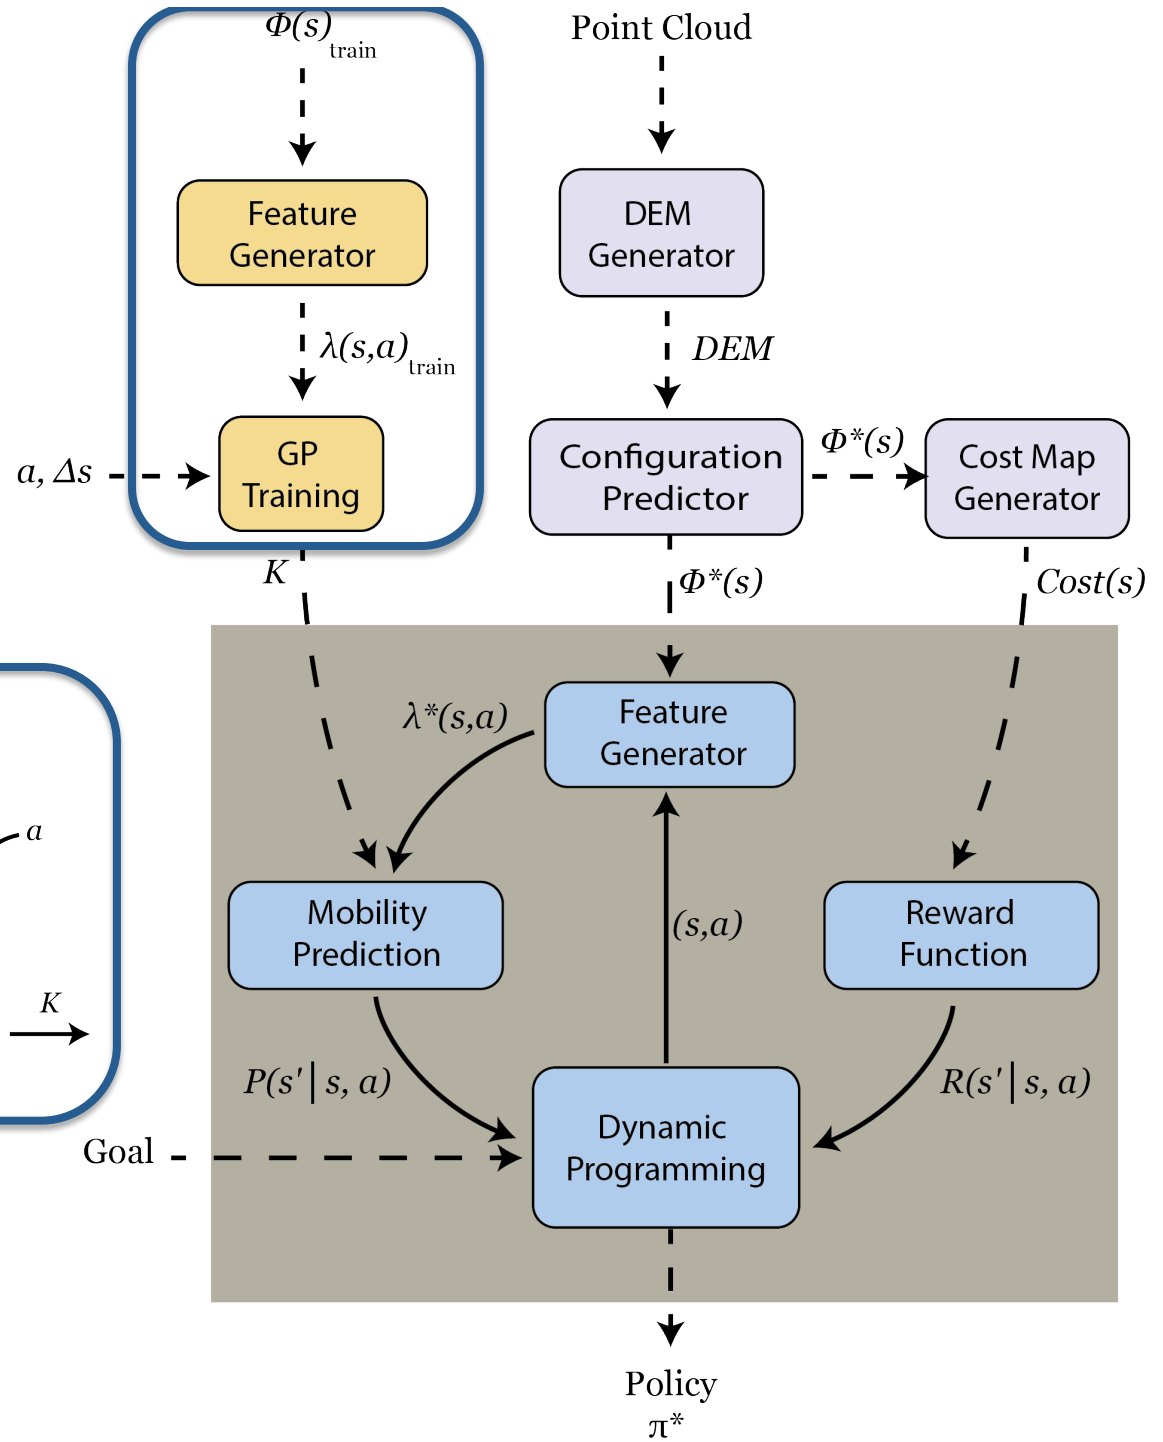 Φ(s)train
Point Cloud
Feature
Generator
DEM
Generator
λ(s,a)train
DEM
a, Δs
GP
Training
Configuration
Predictor
Φ*(s)
Cost Map
Generator
K
Φ*(s)
Cost(s)
λ*(s,a)
Feature
Generator
a
Mobility
Prediction
(s,a)
Reward
Function
K
P(s'|s, a)
R(s'|s, a)
Goal
Dynamic
Programming
Policy
π*